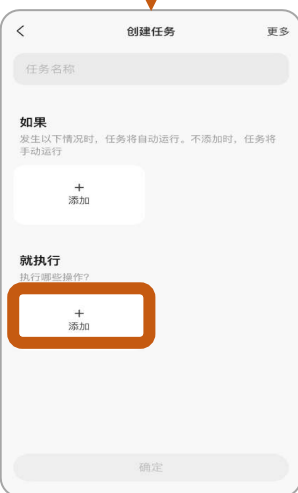 创建任务
更多
任务名称
如果
发生以下情况时，任务将自动运行。不添加时，任务将
手动运行
+
添加
就执行
执行哪些操作?
+
添加
确定